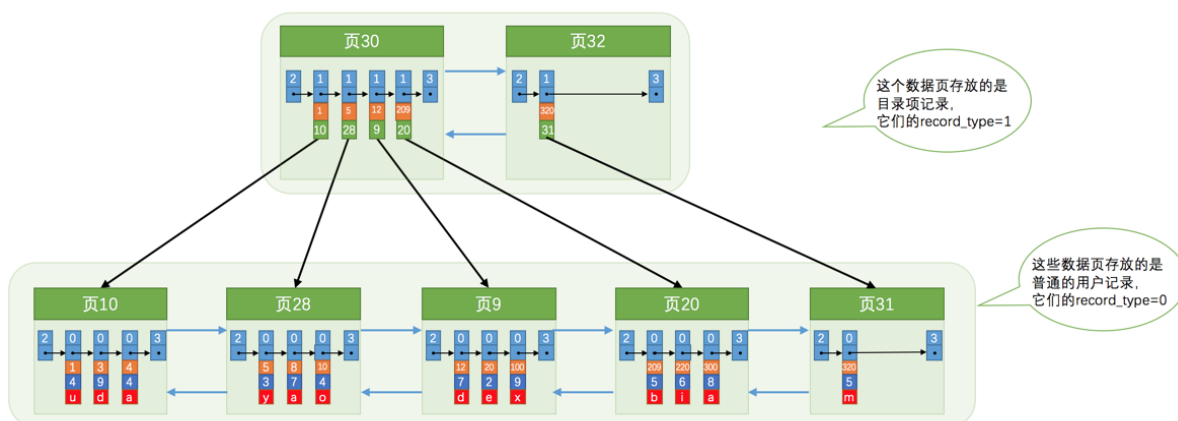 页30
页32
2 1 1 1 1 3
2 1 3
1 5 12 209
320
10 28 9 20
31
这个数据页存放的是
目录项记录,
它们的record_type=1
这些数据页存放的是
普通的用户记录,
它们的record_type=0
页10
页28
页9
页20
页31
2 0 0 0 3
2 0 0 0 3
2 0 0 0 3
2 0 0 0 3
2 0 3
1 3 4
5 8 10
12 20 100
209 220 300
320
4 9 4
3 7 4
7 2 9
5 6 8
5
u d a
y a o
d e x
b i a
m